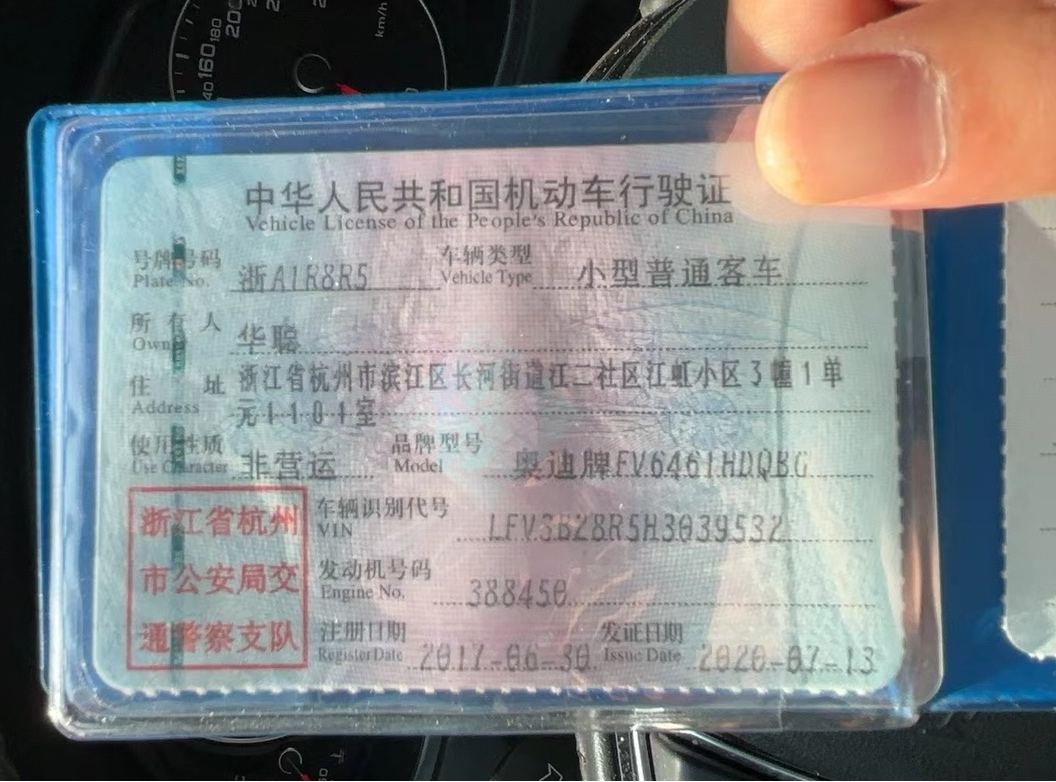 中华人民共和国机动车行驶证
Vehicle License of the People's Republic of China
号牌号码 Plate No. 浙A1R8R5 车辆类型 Vehicle Type 小型普通客车
所有人 Owner 华聪
住址 Address 浙江省杭州市滨江区长河街道江二社区江虹小区3幢1单
元1101室
使用性质 Use Character 非营运 品牌型号 Model 奥迪牌FV6461HDQBG
浙江省杭州
市公安局交
通警察支队
车辆识别代号 VIN LFV3B28R5H3039532
发动机号码 Engine No. 388450
注册日期 Register Date 2017-06-30 发证日期 Issue Date 2020-07-13
160
180
200
km/h